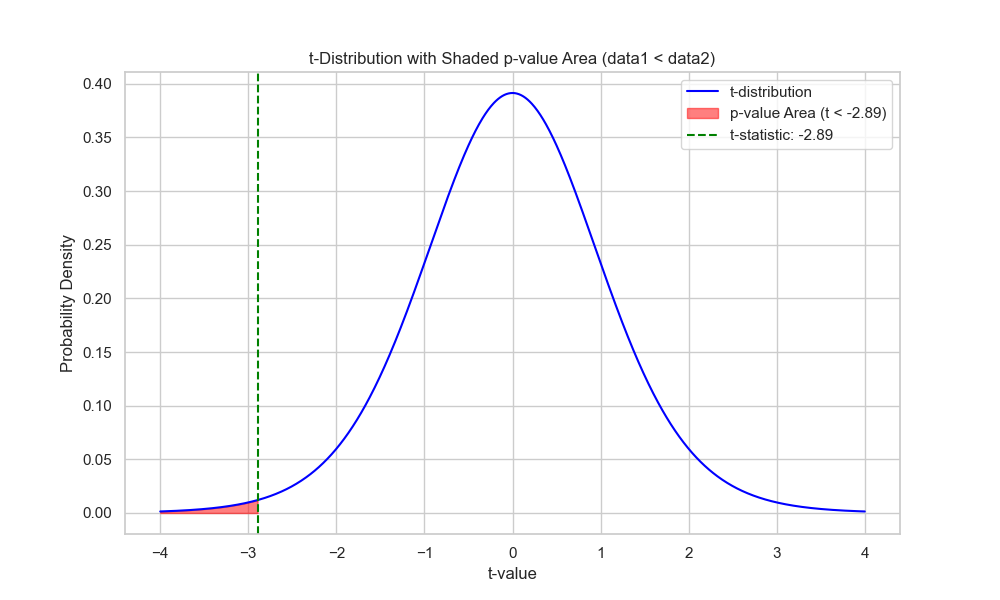 t-Distribution with Shaded p-value Area (data1 < data2)
t-distribution
p-value Area (t < -2.89)
t-statistic: -2.89
Probability Density
0.40
0.35
0.30
0.25
0.20
0.15
0.10
0.05
0.00
−4 −3 −2 −1 0 1 2 3 4
t-value